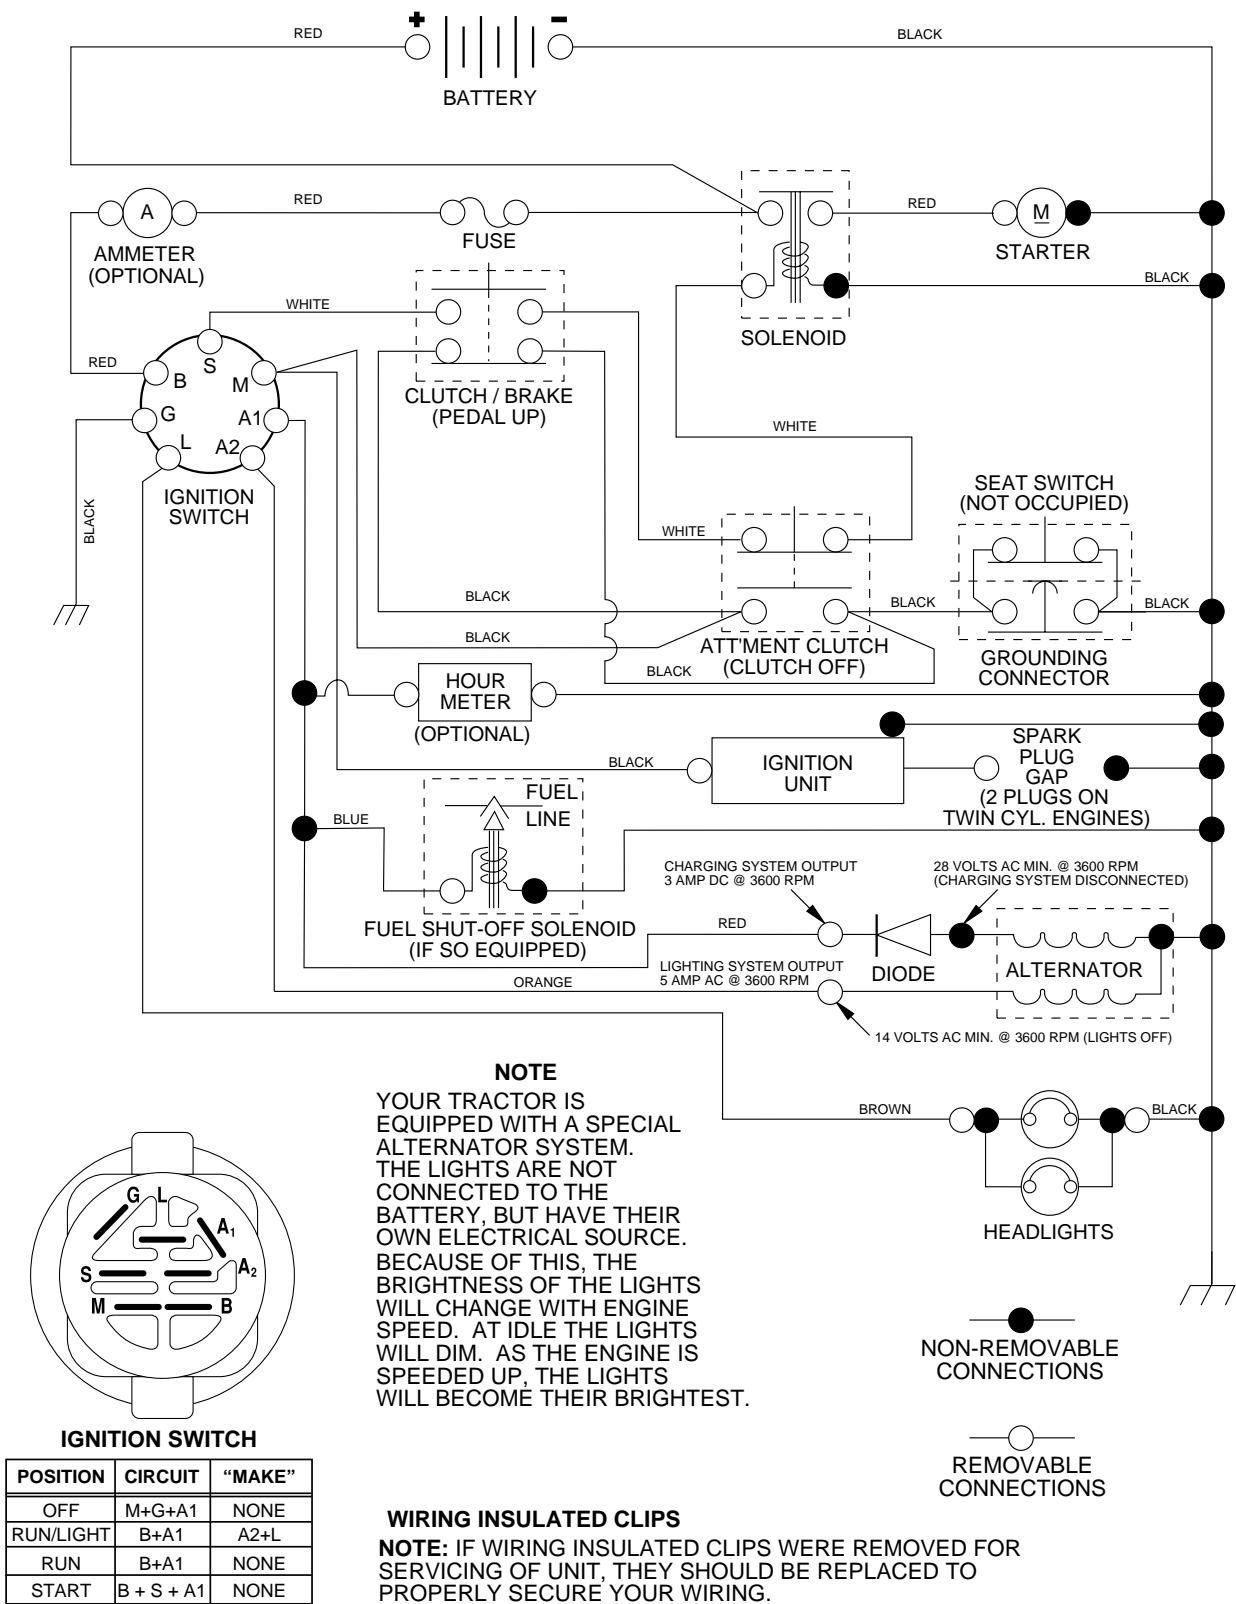 RED
+
-
BLACK
BATTERY
A
RED
RED
M
AMMETER
(OPTIONAL)
FUSE
STARTER
BLACK
SOLENOID
WHITE
CLUTCH / BRAKE
(PEDAL UP)
RED
S
B
M
G
A1
L
A2
IGNITION
SWITCH
BLACK
WHITE
SEAT SWITCH
(NOT OCCUPIED)
WHITE
BLACK
BLACK
BLACK
BLACK
BLACK
ATT'MENT CLUTCH
(CLUTCH OFF)
GROUNDING
CONNECTOR
HOUR
METER
(OPTIONAL)
BLACK
IGNITION
UNIT
SPARK
PLUG
GAP
(2 PLUGS ON
TWIN CYL. ENGINES)
FUEL
LINE
BLUE
FUEL SHUT-OFF SOLENOID
(IF SO EQUIPPED)
CHARGING SYSTEM OUTPUT
3 AMP DC @ 3600 RPM
28 VOLTS AC MIN. @ 3600 RPM
(CHARGING SYSTEM DISCONNECTED)
RED
DIODE
ALTERNATOR
LIGHTING SYSTEM OUTPUT
5 AMP AC @ 3600 RPM
ORANGE
14 VOLTS AC MIN. @ 3600 RPM (LIGHTS OFF)
BROWN
BLACK
HEADLIGHTS
NOTE
YOUR TRACTOR IS
EQUIPPED WITH A SPECIAL
ALTERNATOR SYSTEM.
THE LIGHTS ARE NOT
CONNECTED TO THE
BATTERY, BUT HAVE THEIR
OWN ELECTRICAL SOURCE.
BECAUSE OF THIS, THE
BRIGHTNESS OF THE LIGHTS
WILL CHANGE WITH ENGINE
SPEED. AT IDLE THE LIGHTS
WILL DIM. AS THE ENGINE IS
SPEEDED UP, THE LIGHTS
WILL BECOME THEIR BRIGHTEST.
G L
A1
S A2
M B
IGNITION SWITCH
POSITION CIRCUIT “MAKE”
OFF M+G+A1 NONE
RUN/LIGHT B+A1 A2+L
RUN B+A1 NONE
START B + S + A1 NONE
NON-REMOVABLE
CONNECTIONS
REMOVABLE
CONNECTIONS
WIRING INSULATED CLIPS
NOTE: IF WIRING INSULATED CLIPS WERE REMOVED FOR
SERVICING OF UNIT, THEY SHOULD BE REPLACED TO
PROPERLY SECURE YOUR WIRING.